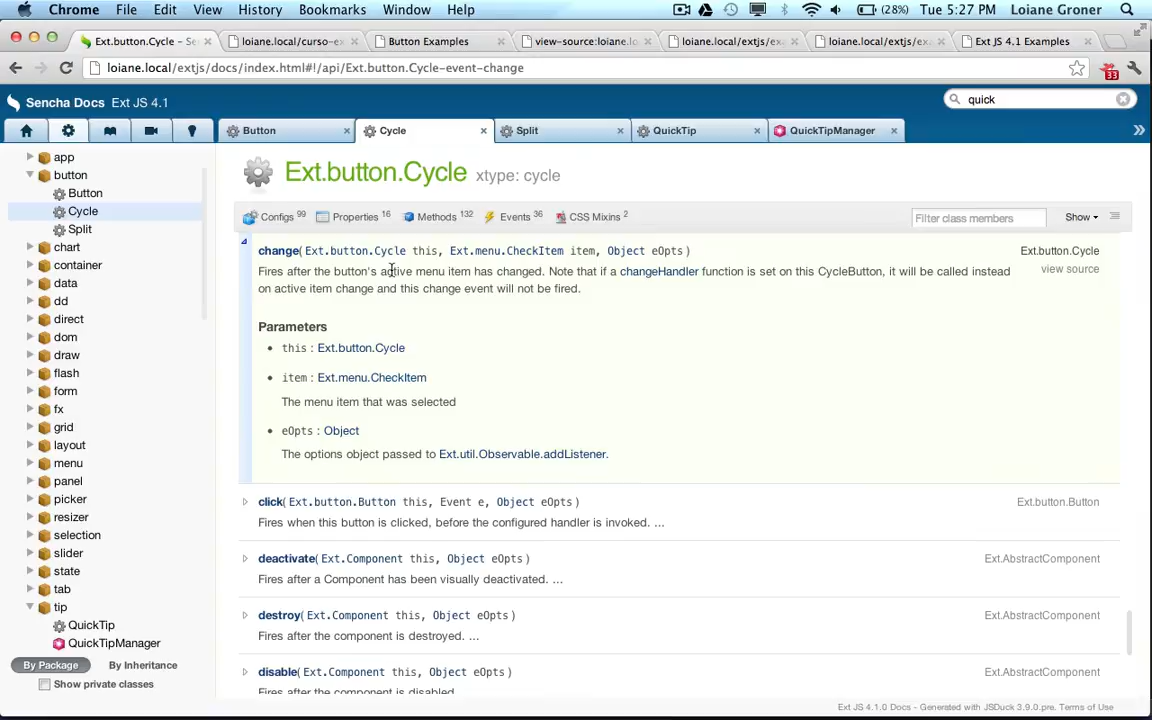 Chrome File Edit View History Bookmarks Window Help (28%) Tue 5:27 PM Loiane Groner
Ext.button.Cycle – Se loiane.local/curso-e Button Examples view-source:loiane.lo loiane.local/extjs/exa loiane.local/extjs/exa Ext JS 4.1 Examples
loiane.local/extjs/docs/index.html#!/api/Ext.button.Cycle-event-change 33
Sencha Docs Ext JS 4.1 quick
Button Cycle Split QuickTip QuickTipManager »
app
button
Button
Cycle
Split
chart
container
data
dd
direct
dom
draw
flash
form
fx
grid
layout
menu
panel
picker
resizer
selection
slider
state
tab
tip
QuickTip
QuickTipManager
By Package By Inheritance
Show private classes
Ext.button.Cycle xtype: cycle
Configs 99 Properties 16 Methods 132 Events 36 CSS Mixins 2 Filter class members Show
change( Ext.button.Cycle this, Ext.menu.CheckItem item, Object eOpts ) Ext.button.Cycle
Fires after the button's active menu item has changed. Note that if a changeHandler function is set on this CycleButton, it will be called instead view source
on active item change and this change event will not be fired.
Parameters
• this : Ext.button.Cycle
• item : Ext.menu.CheckItem
The menu item that was selected
• eOpts : Object
The options object passed to Ext.util.Observable.addListener.
click( Ext.button.Button this, Event e, Object eOpts ) Ext.button.Button
Fires when this button is clicked, before the configured handler is invoked. ...
deactivate( Ext.Component this, Object eOpts ) Ext.AbstractComponent
Fires after a Component has been visually deactivated. ...
destroy( Ext.Component this, Object eOpts ) Ext.AbstractComponent
Fires after the component is destroyed. ...
disable( Ext.Component this, Object eOpts ) Ext.AbstractComponent
Fires after the component is disabled.
Ext JS 4.1.0 Docs - Generated with JSDuck 3.9.0.pre. Terms of Use